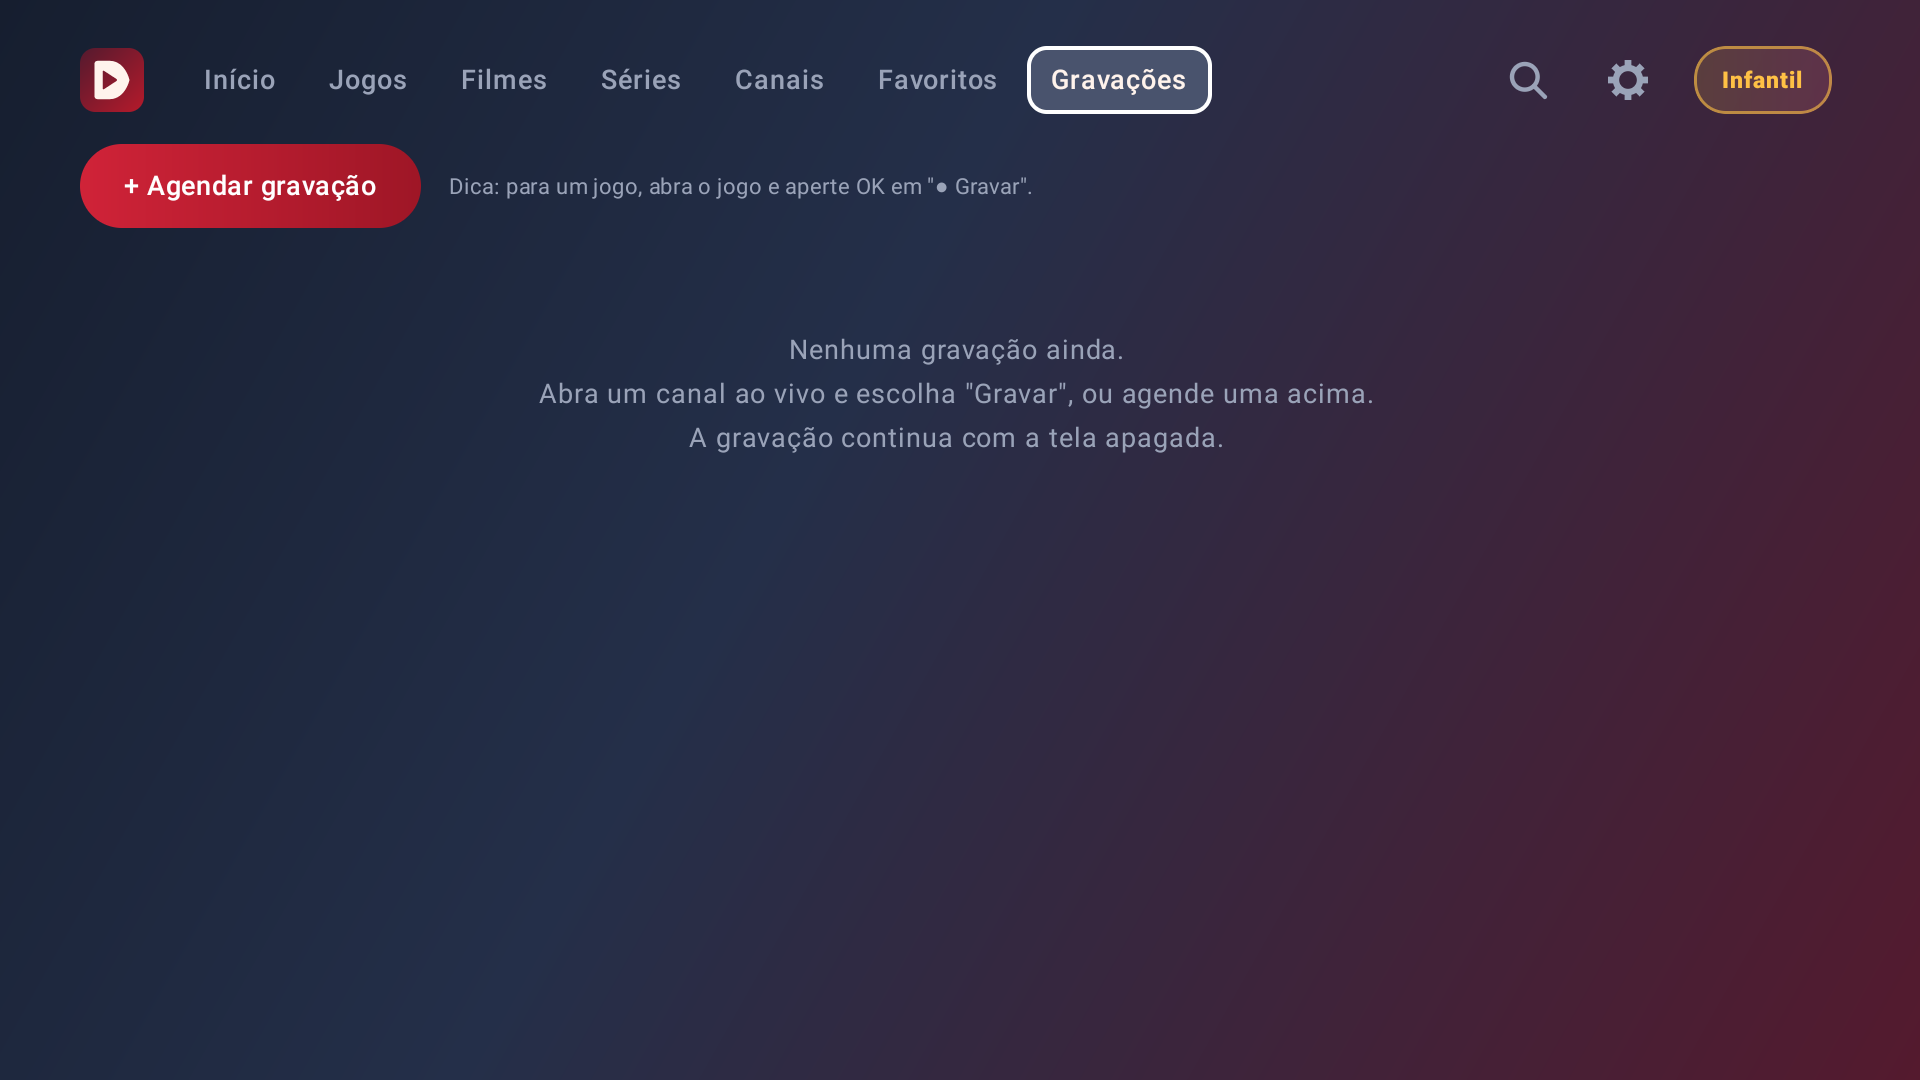 Início
Jogos
Filmes
Séries
Canais
Favoritos
Gravações
Infantil
+ Agendar gravação
Dica: para um jogo, abra o jogo e aperte OK em "● Gravar".
Nenhuma gravação ainda.
Abra um canal ao vivo e escolha "Gravar", ou agende uma acima.
A gravação continua com a tela apagada.